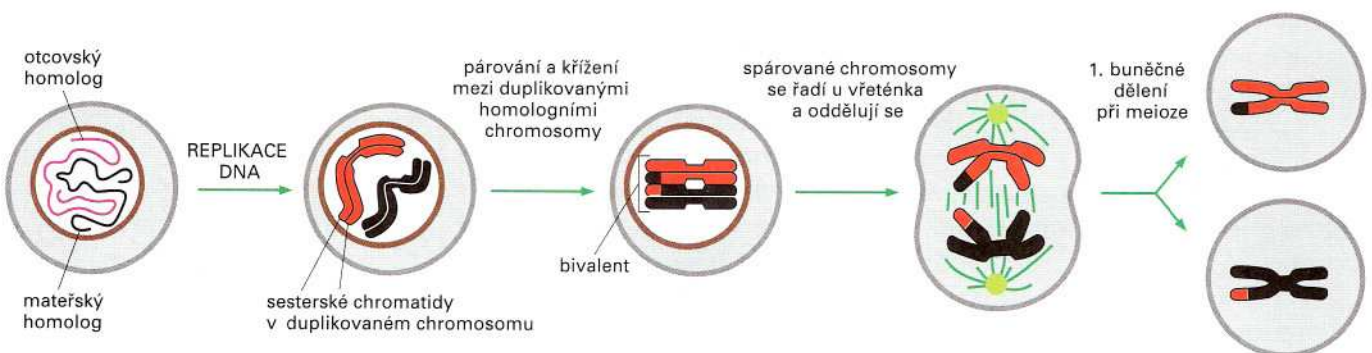 otcovský
homolog
mateřský
homolog
REPLIKACE
DNA
sesterské chromatidy
v duplikovaném chromosomu
párování a křížení
mezi duplikovanými
homologními
chromosomy
bivalent
spárované chromosomy
se řadí u vřeténka
a oddělují se
1. buněčné
dělení
při meioze